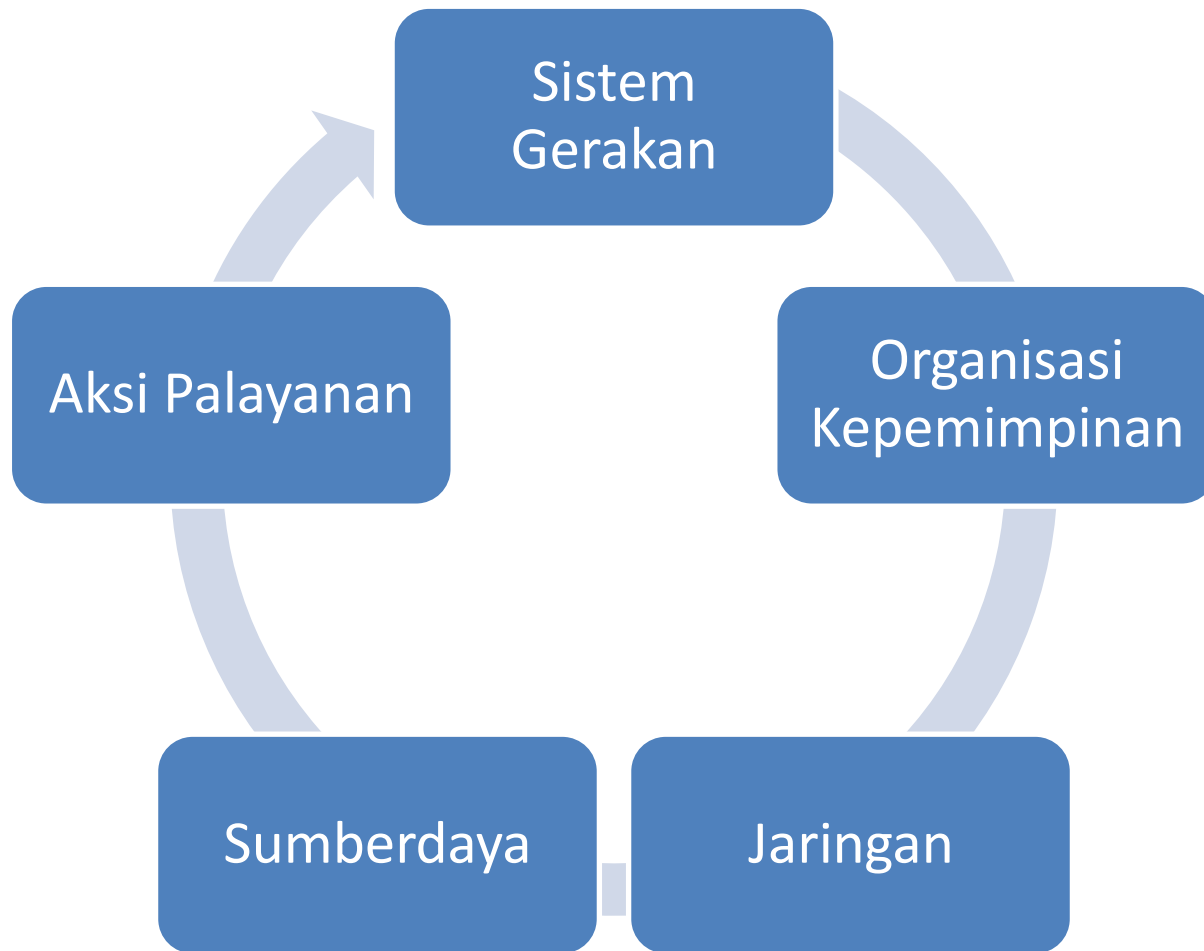 Sistem
Gerakan
Organisasi
Kepemimpinan
Jaringan
Sumberdaya
Aksi Palayanan